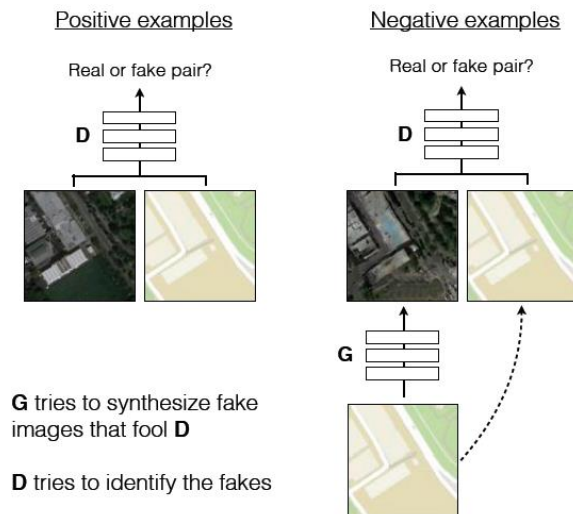 Positive examples
Negative examples
Real or fake pair?
Real or fake pair?
D
D
G
G tries to synthesize fake
images that fool D
D tries to identify the fakes